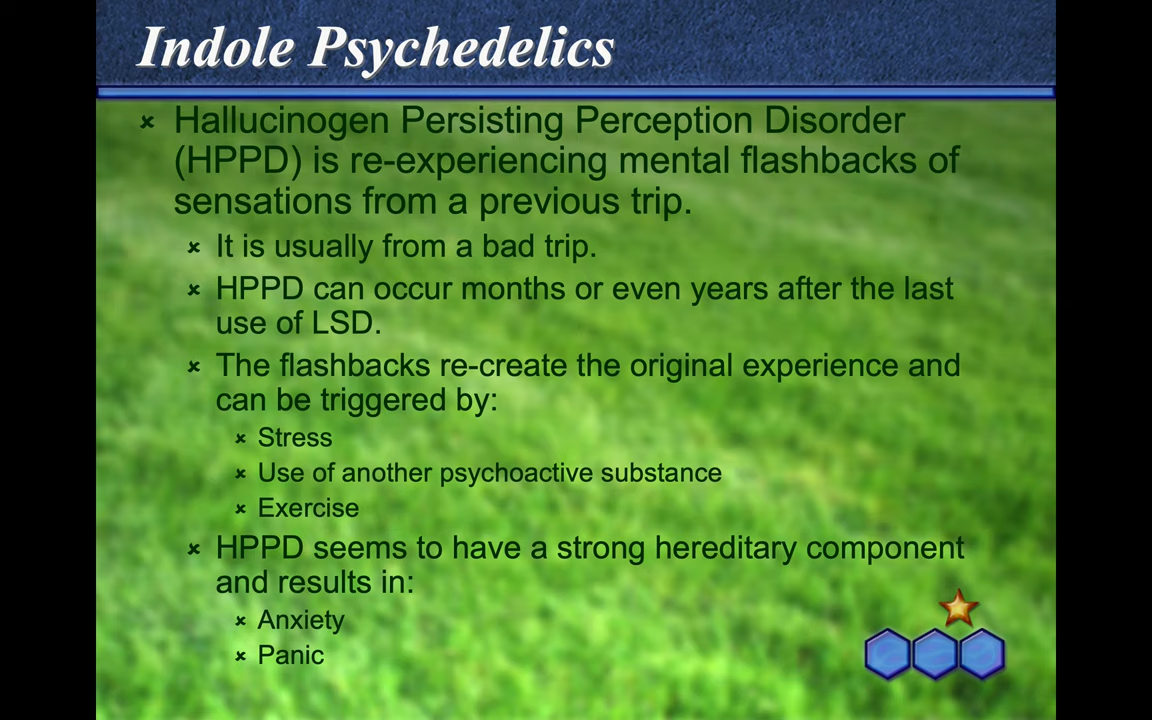 Indole Psychedelics
Hallucinogen Persisting Perception Disorder
(HPPD) is re-experiencing mental flashbacks of
sensations from a previous trip.
It is usually from a bad trip.
HPPD can occur months or even years after the last
use of LSD.
The flashbacks re-create the original experience and
can be triggered by:
Stress
Use of another psychoactive substance
Exercise
HPPD seems to have a strong hereditary component
and results in:
Anxiety
Panic